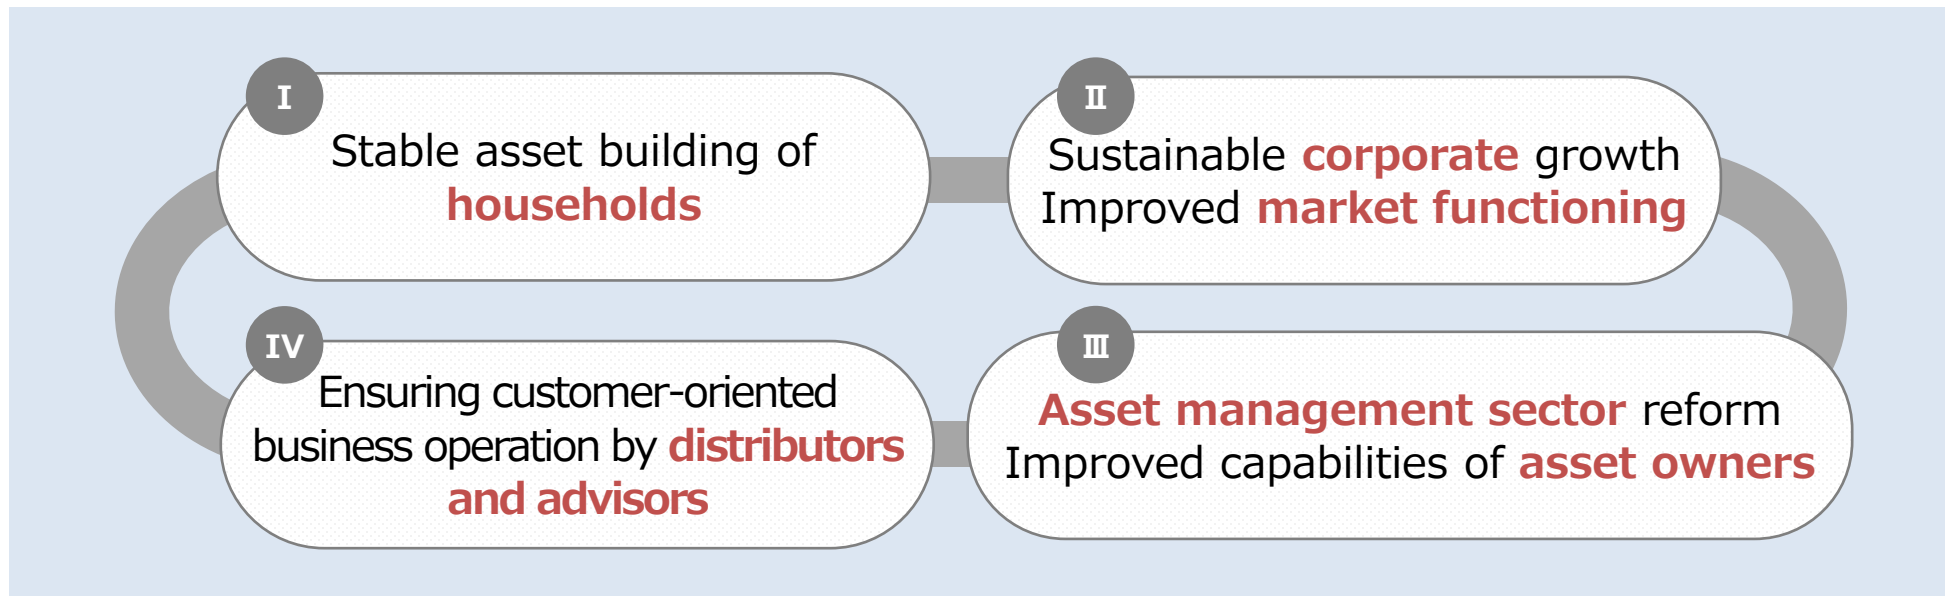 I
Stable asset building of
households
II
Sustainable corporate growth
Improved market functioning
III
Asset management sector reform
Improved capabilities of asset owners
IV
Ensuring customer-oriented
business operation by distributors
and advisors